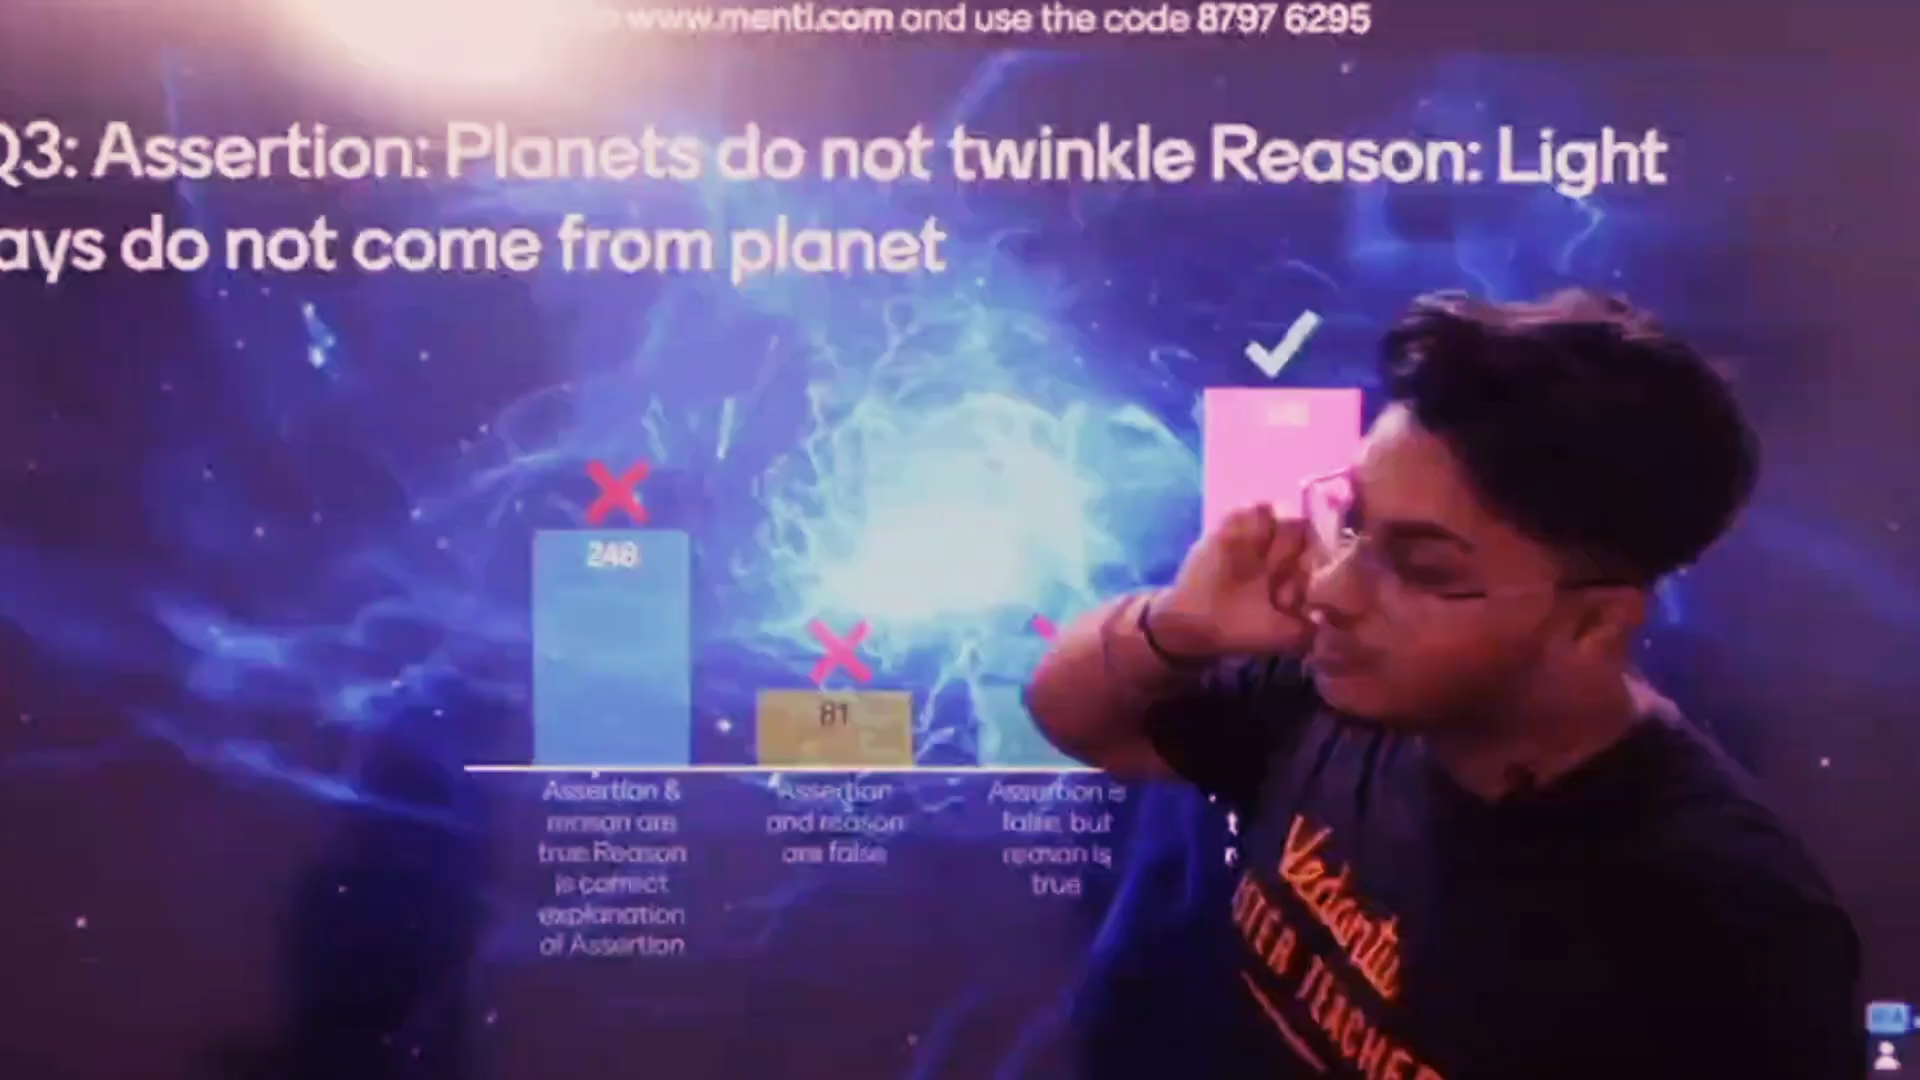 www.menti.com and use the code 8797 6295
Q3: Assertion: Planets do not twinkle Reason: Light
ays do not come from planet
248
81
Assertion &
reason are
true Reason
is correct
explanation
of Assertion
Assertion
and reason
are false
Assertion is
false, but
reason is
true
Vedantu
STER TEACHER